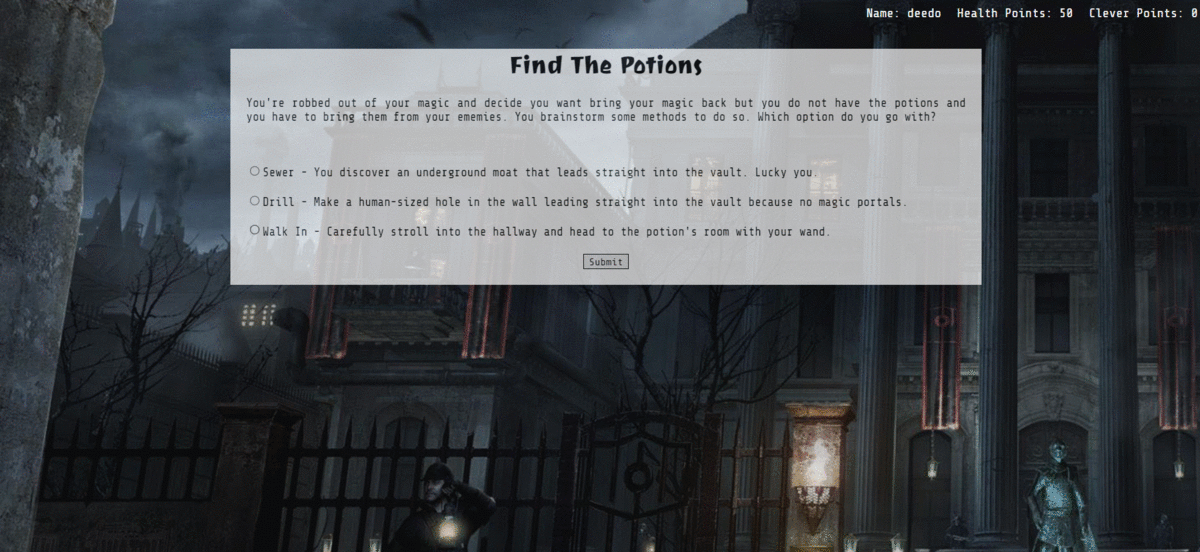 Name: deedo Health Points: 50 Clever Points: 0
Find The Potions
You're robbed out of your magic and decide you want bring your magic back but you do not have the potions and
you have to bring them from your ememies. You brainstorm some methods to do so. Which option do you go with?
Sewer - You discover an underground moat that leads straight into the vault. Lucky you.
Drill - Make a human-sized hole in the wall leading straight into the vault because no magic portals.
Walk In - Carefully stroll into the hallway and head to the potion's room with your wand.
Submit